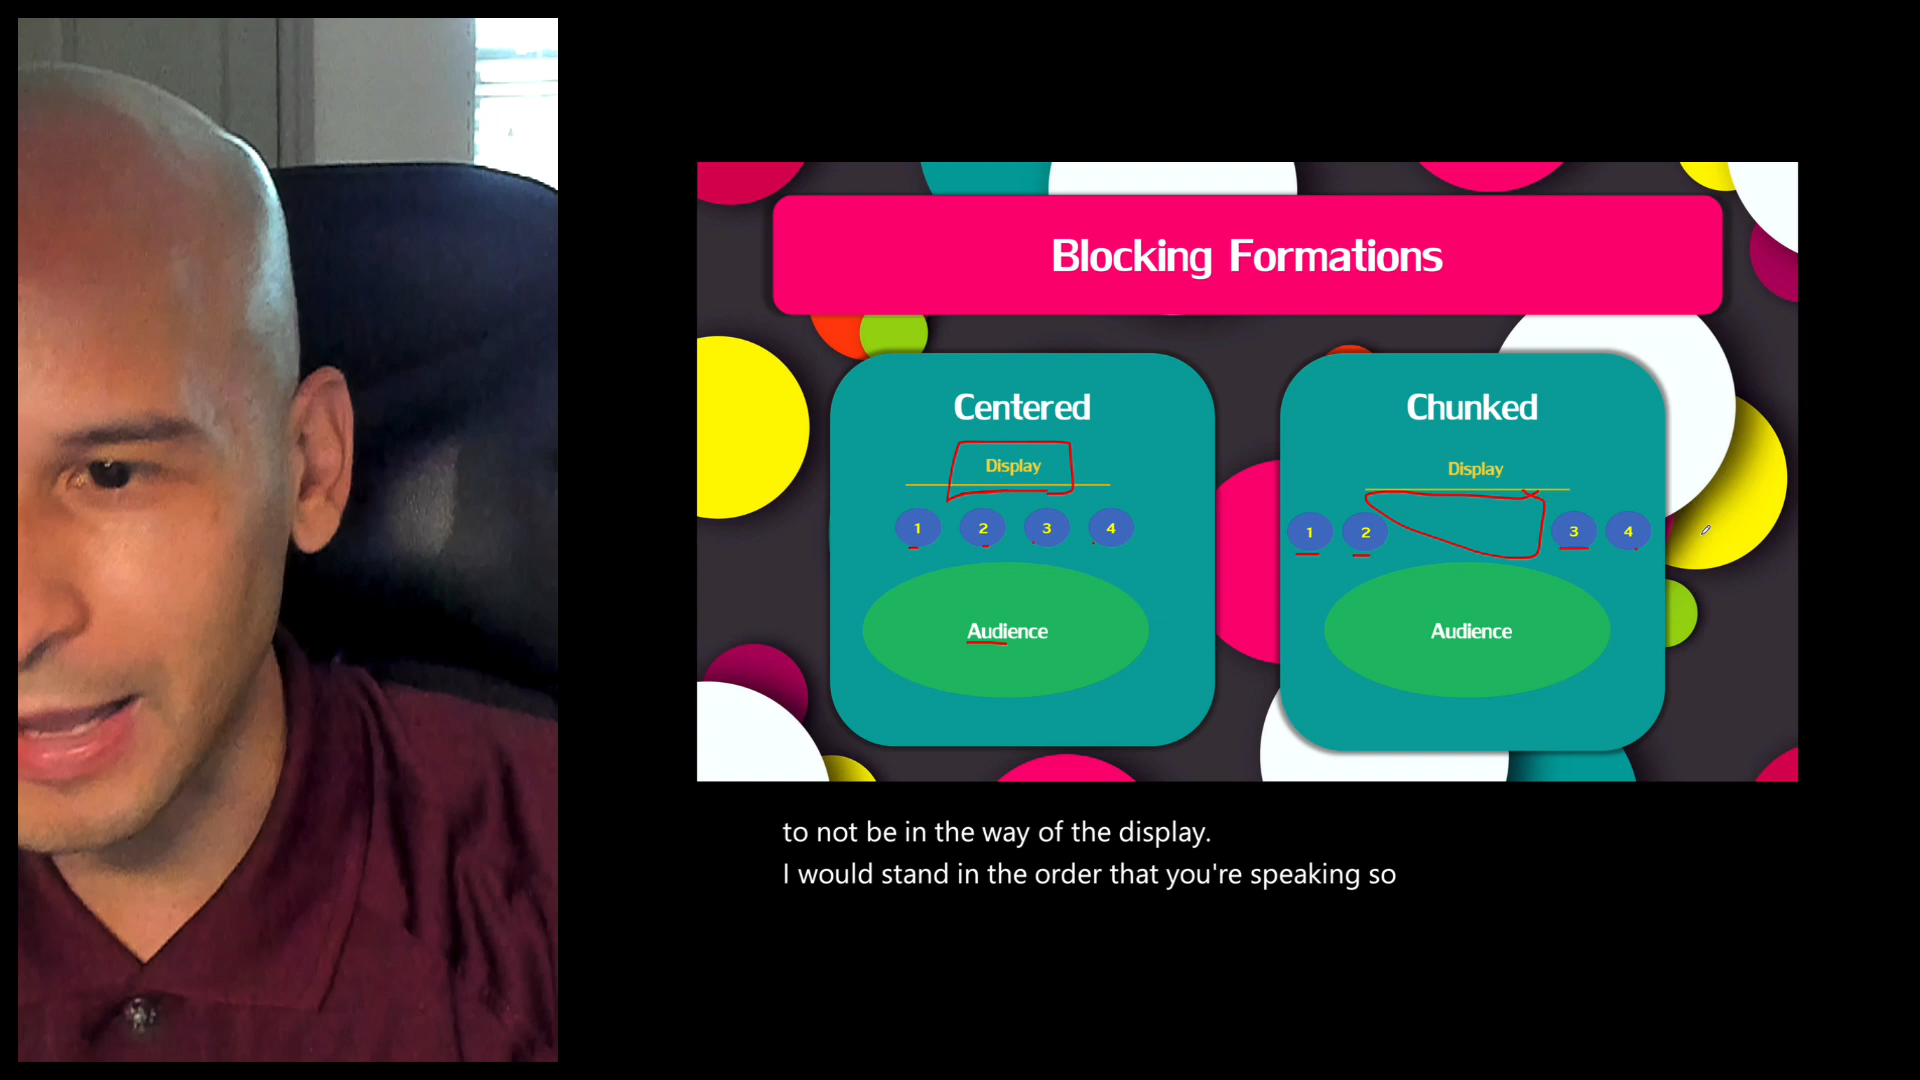 Blocking Formations
Centered
Display
1 2 3 4
Audience
Chunked
Display
1 2 3 4
Audience
to not be in the way of the display.
I would stand in the order that you're speaking so